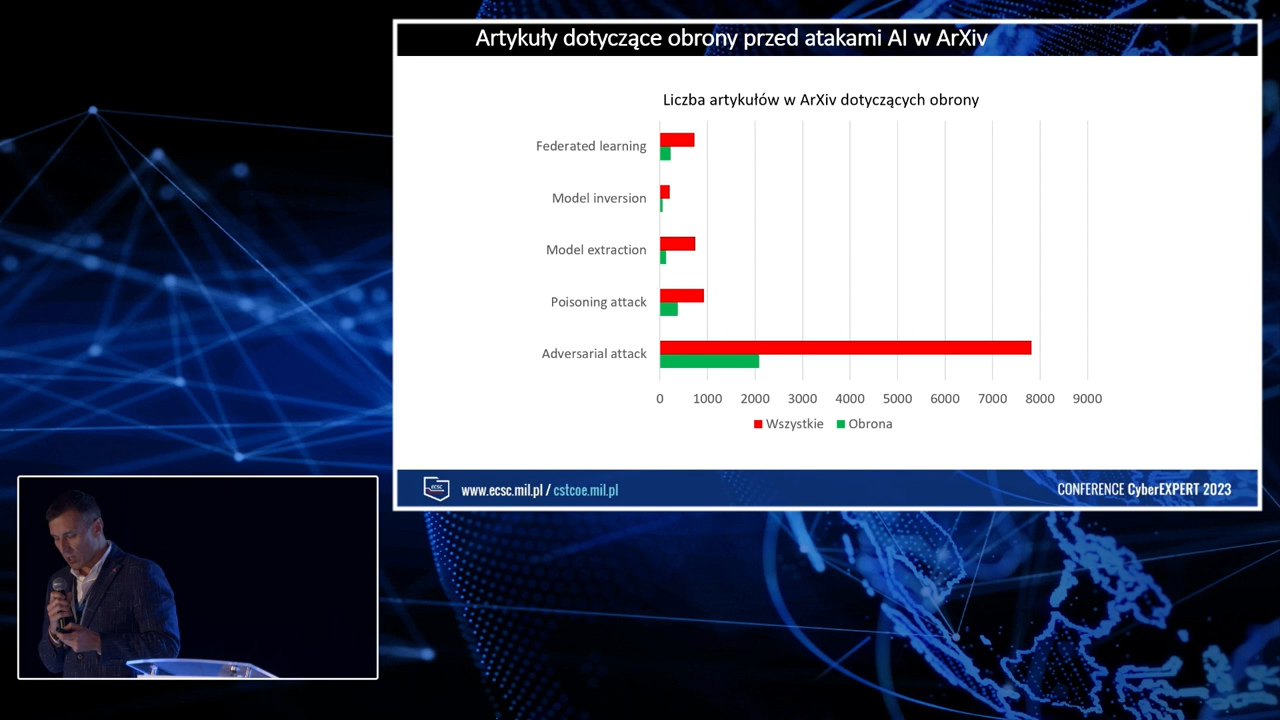 Artykuły dotyczące obrony przed atakami AI w ArXiv
Liczba artykułów w ArXiv dotyczących obrony
Federated learning
Model inversion
Model extraction
Poisoning attack
Adversarial attack
0 1000 2000 3000 4000 5000 6000 7000 8000 9000
Wszystkie Obrona
ecsc
www.ecsc.mil.pl / cstcoe.mil.pl
CONFERENCE CyberEXPERT 2023